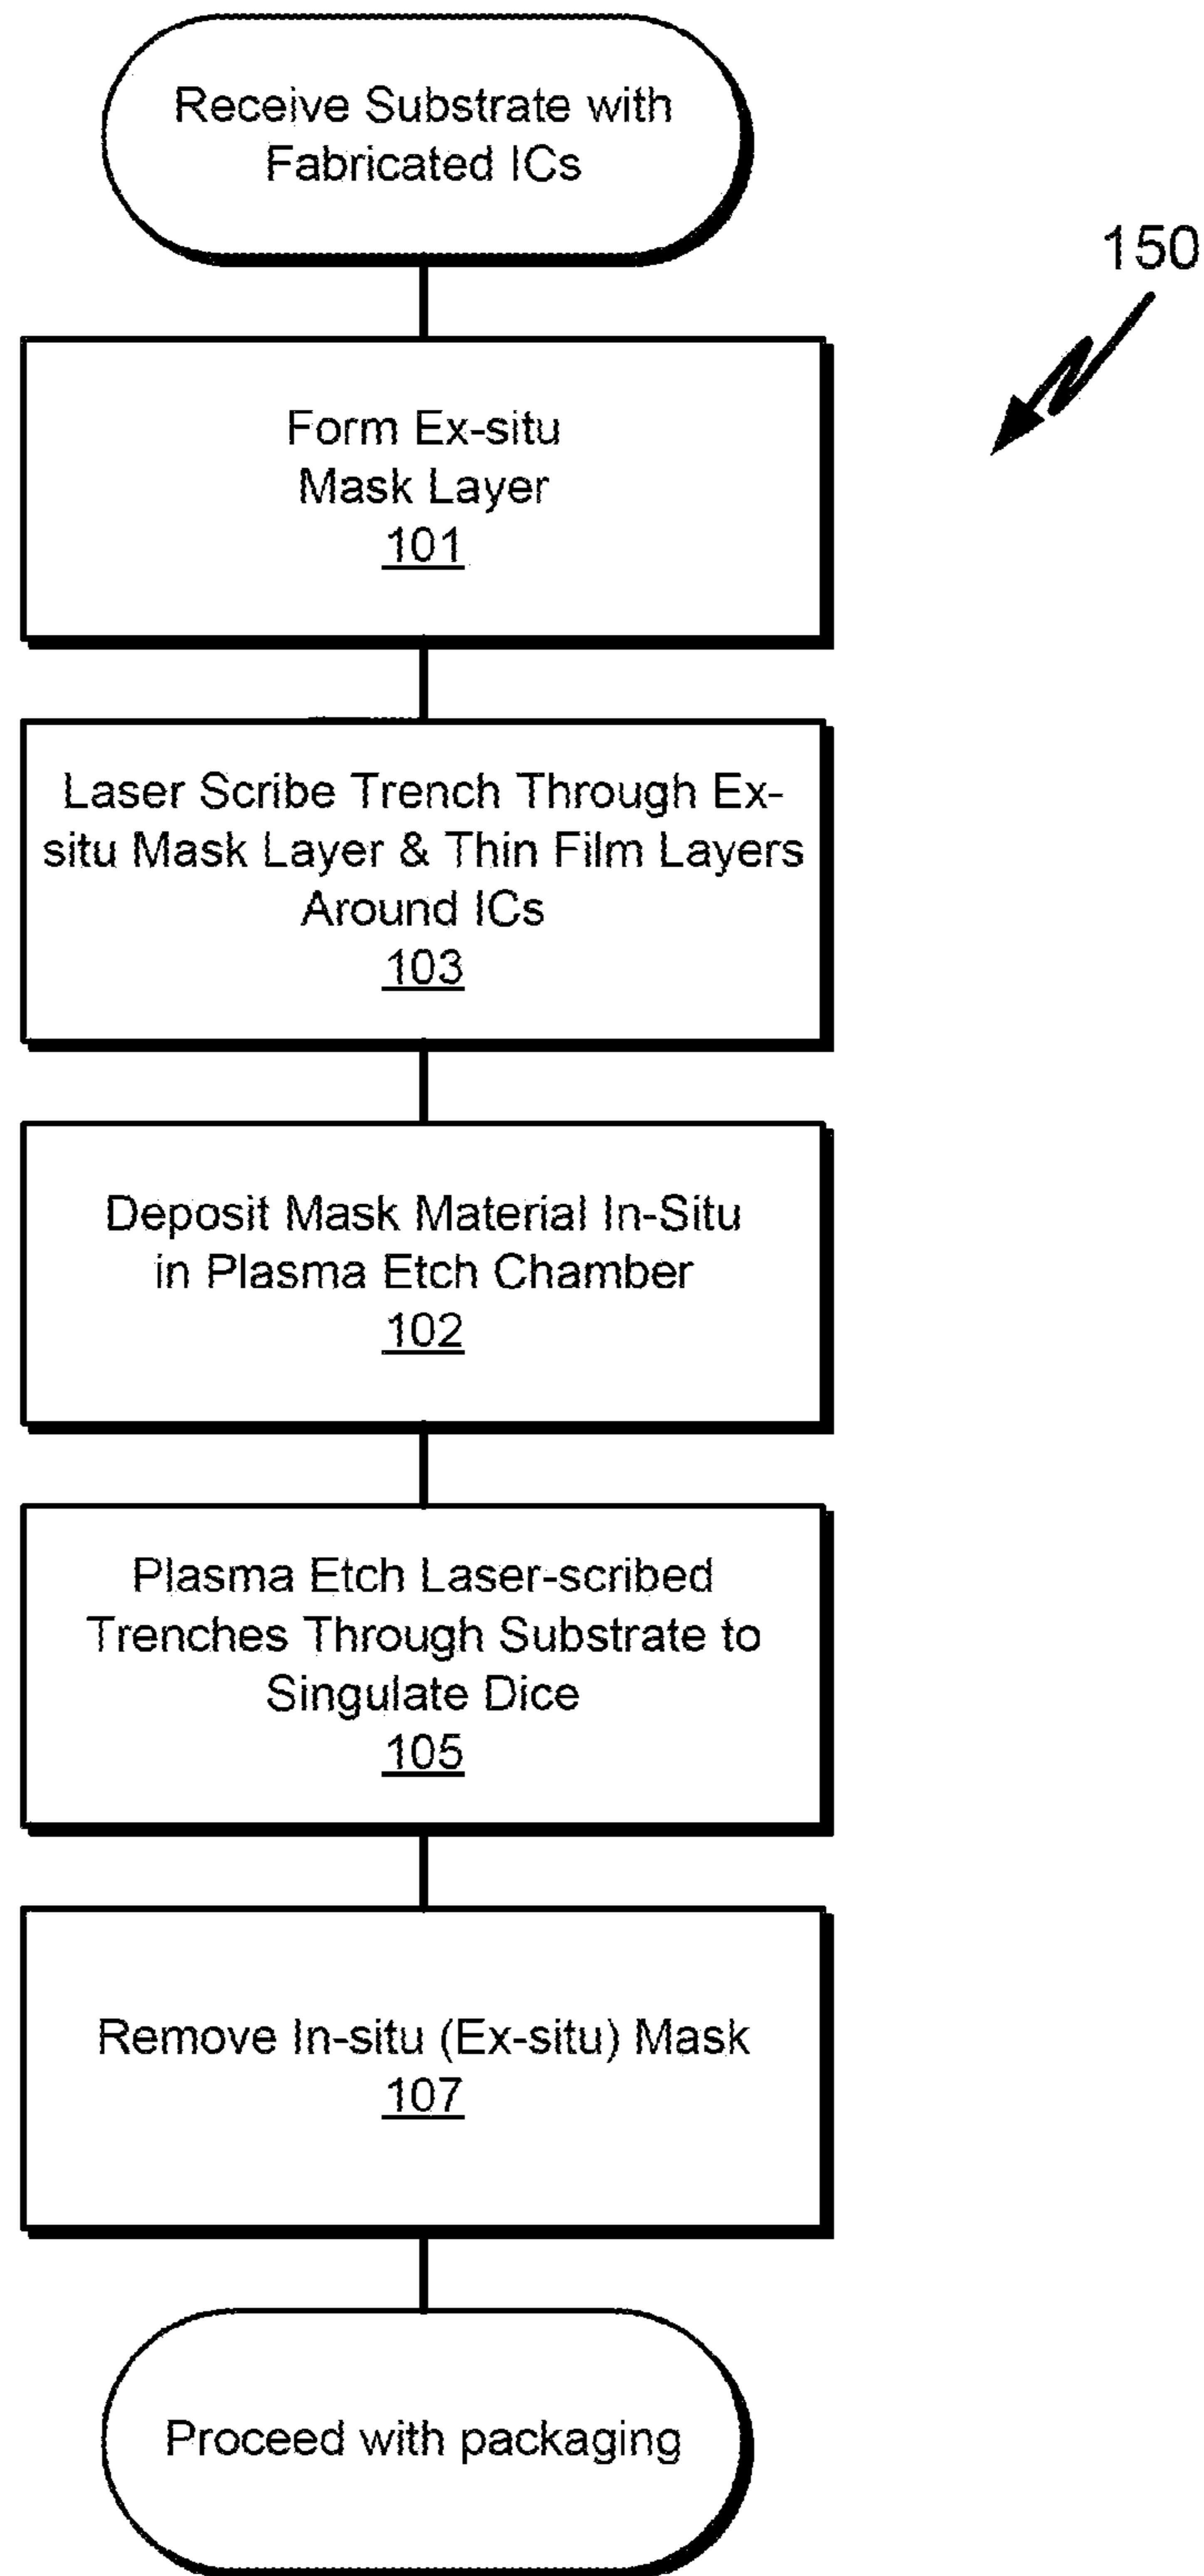 Receive Substrate with
Fabricated ICs
150
Form Ex-situ
Mask Layer
101
Laser Scribe Trench Through Ex-
situ Mask Layer & Thin Film Layers
Around ICs
103
Deposit Mask Material In-Situ
in Plasma Etch Chamber
102
Plasma Etch Laser-scribed
Trenches Through Substrate to
Singulate Dice
105
Remove In-situ (Ex-situ) Mask
107
Proceed with packaging